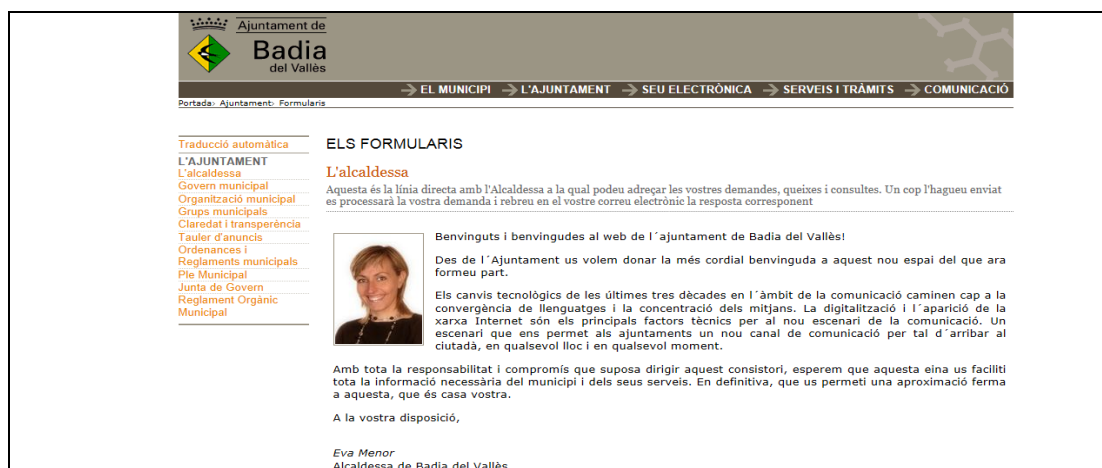 Ajuntament de
Badia
del Vallès
EL MUNICIPI L'AJUNTAMENT SEU ELECTRÒNICA SERVEIS I TRÀMITS COMUNICACIÓ
Portada› Ajuntament› Formularis
Traducció automàtica
L'AJUNTAMENT
L'alcaldessa
Govern municipal
Organització municipal
Grups municipals
Claredat i transperència
Tauler d'anuncis
Ordenances i
Reglaments municipals
Ple Municipal
Junta de Govern
Reglament Orgànic
Municipal
ELS FORMULARIS
L'alcaldessa
Aquesta és la línia directa amb l'Alcaldessa a la qual podeu adreçar les vostres demandes, queixes i consultes. Un cop l'hagueu enviat
es processarà la vostra demanda i rebreu en el vostre correu electrònic la resposta corresponent
Benvinguts i benvingudes al web de l´ajuntament de Badia del Vallès!
Des de l´Ajuntament us volem donar la més cordial benvinguda a aquest nou espai del que ara
formeu part.
Els canvis tecnològics de les últimes tres dècades en l´àmbit de la comunicació caminen cap a la
convergència de llenguatges i la concentració dels mitjans. La digitalització i l´aparició de la
xarxa Internet són els principals factors tècnics per al nou escenari de la comunicació. Un
escenari que ens permet als ajuntaments un nou canal de comunicació per tal d´arribar al
ciutadà, en qualsevol lloc i en qualsevol moment.
Amb tota la responsabilitat i compromís que suposa dirigir aquest consistori, esperem que aquesta eina us faciliti
tota la informació necessària del municipi i dels seus serveis. En definitiva, que us permeti una aproximació ferma
a aquesta, que és casa vostra.
A la vostra disposició,
Eva Menor
Alcaldessa de Badia del Vallès